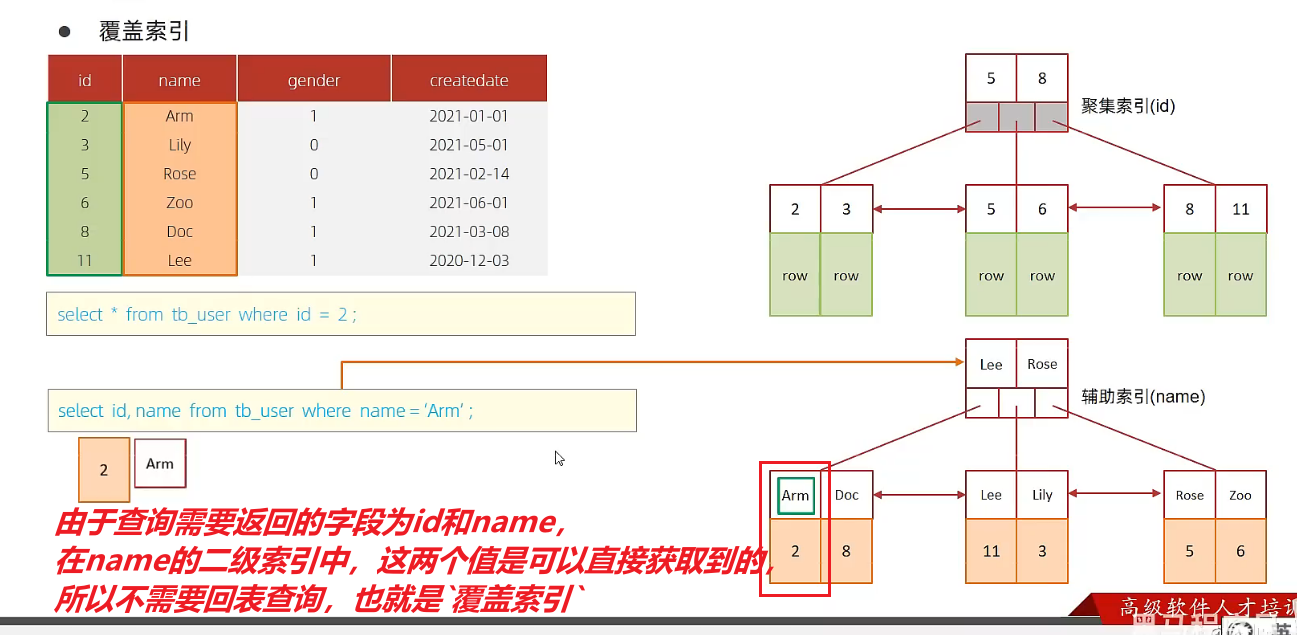 ● 覆盖索引
id name gender createdate
2 Arm 1 2021-01-01
3 Lily 0 2021-05-01
5 Rose 0 2021-02-14
6 Zoo 1 2021-06-01
8 Doc 1 2021-03-08
11 Lee 1 2020-12-03
select * from tb_user where id = 2 ;
select id, name from tb_user where name = 'Arm' ;
2 Arm
由于查询需要返回的字段为id和name,
在name的二级索引中，这两个值是可以直接获取到的,
所以不需要回表查询，也就是`覆盖索引`
5 8
聚集索引(id)
2 3 5 6 8 11
row row row row row row
Lee Rose
辅助索引(name)
Arm Doc Lee Lily Rose Zoo
2 8 11 3 5 6
高级软件人才培训
英